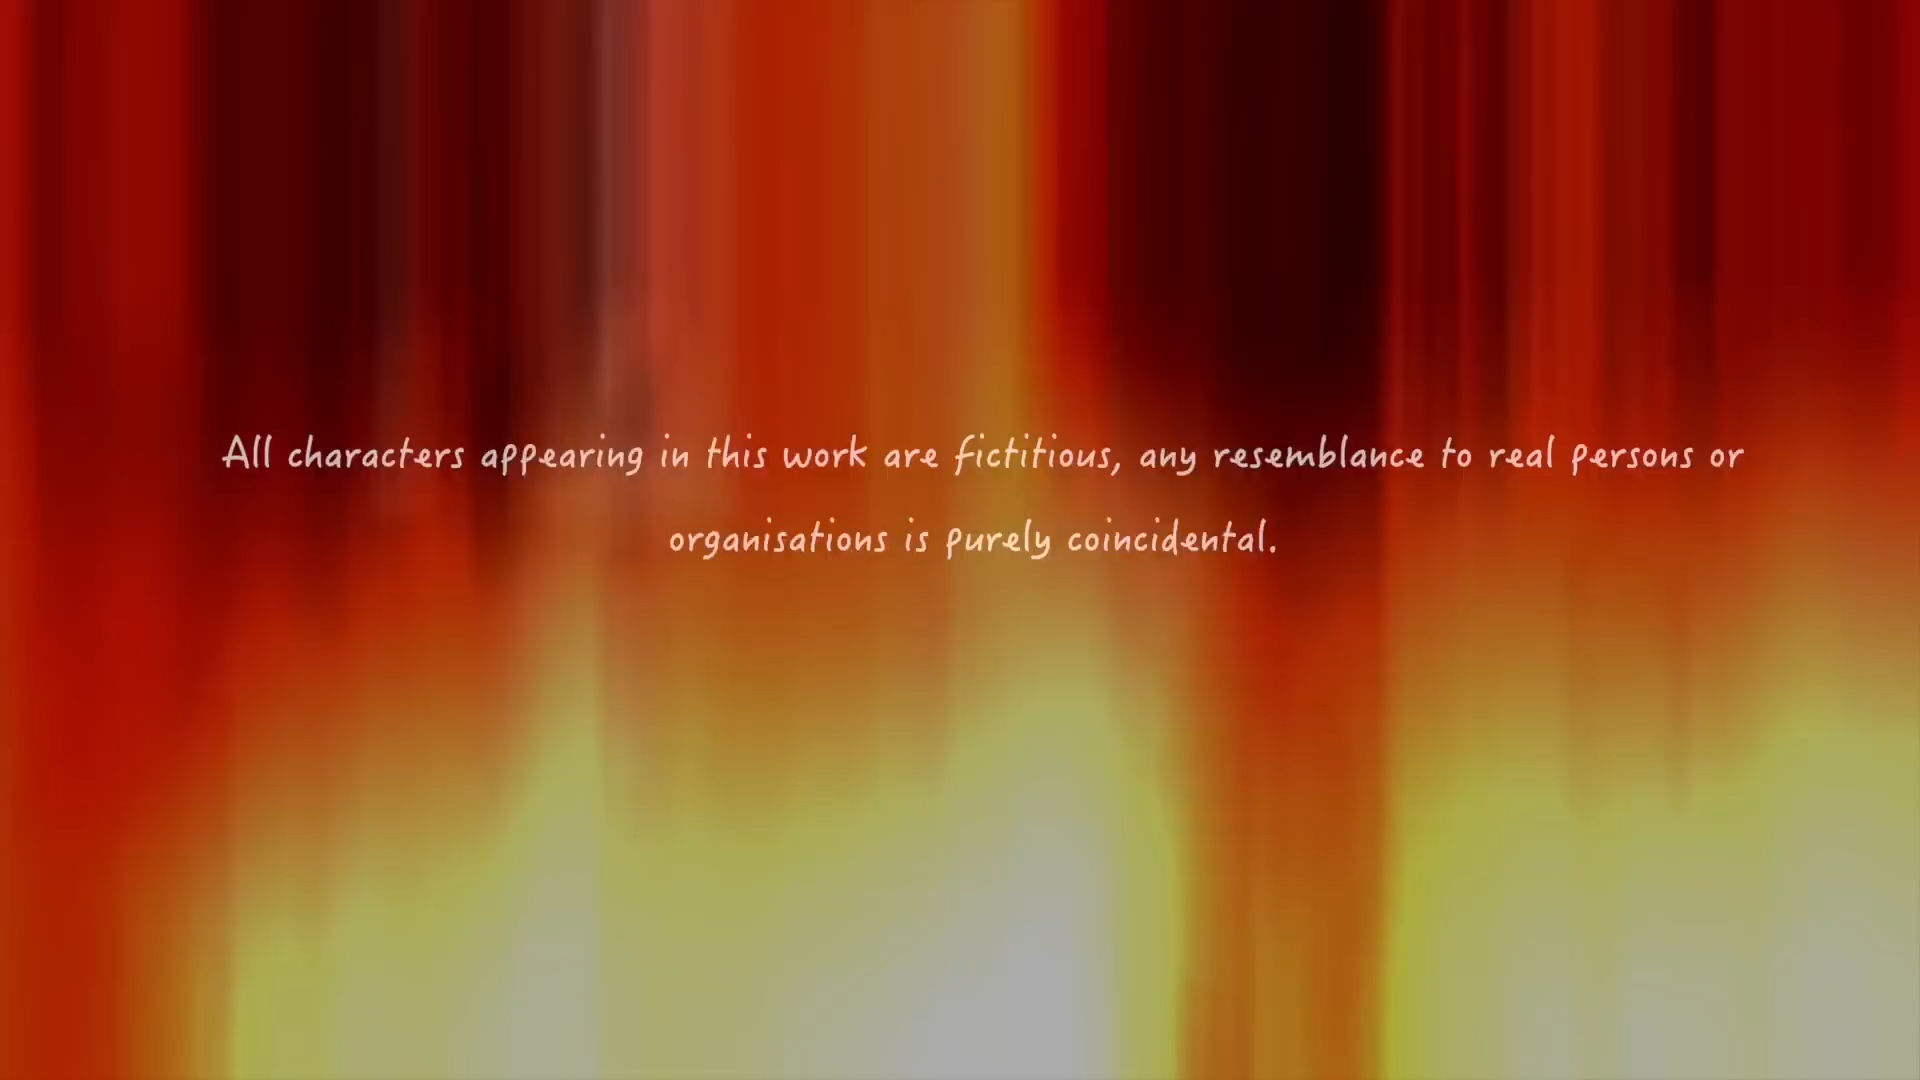 All characters appearing in this work are fictitious, any resemblance to real persons or
organisations is purely coincidental.